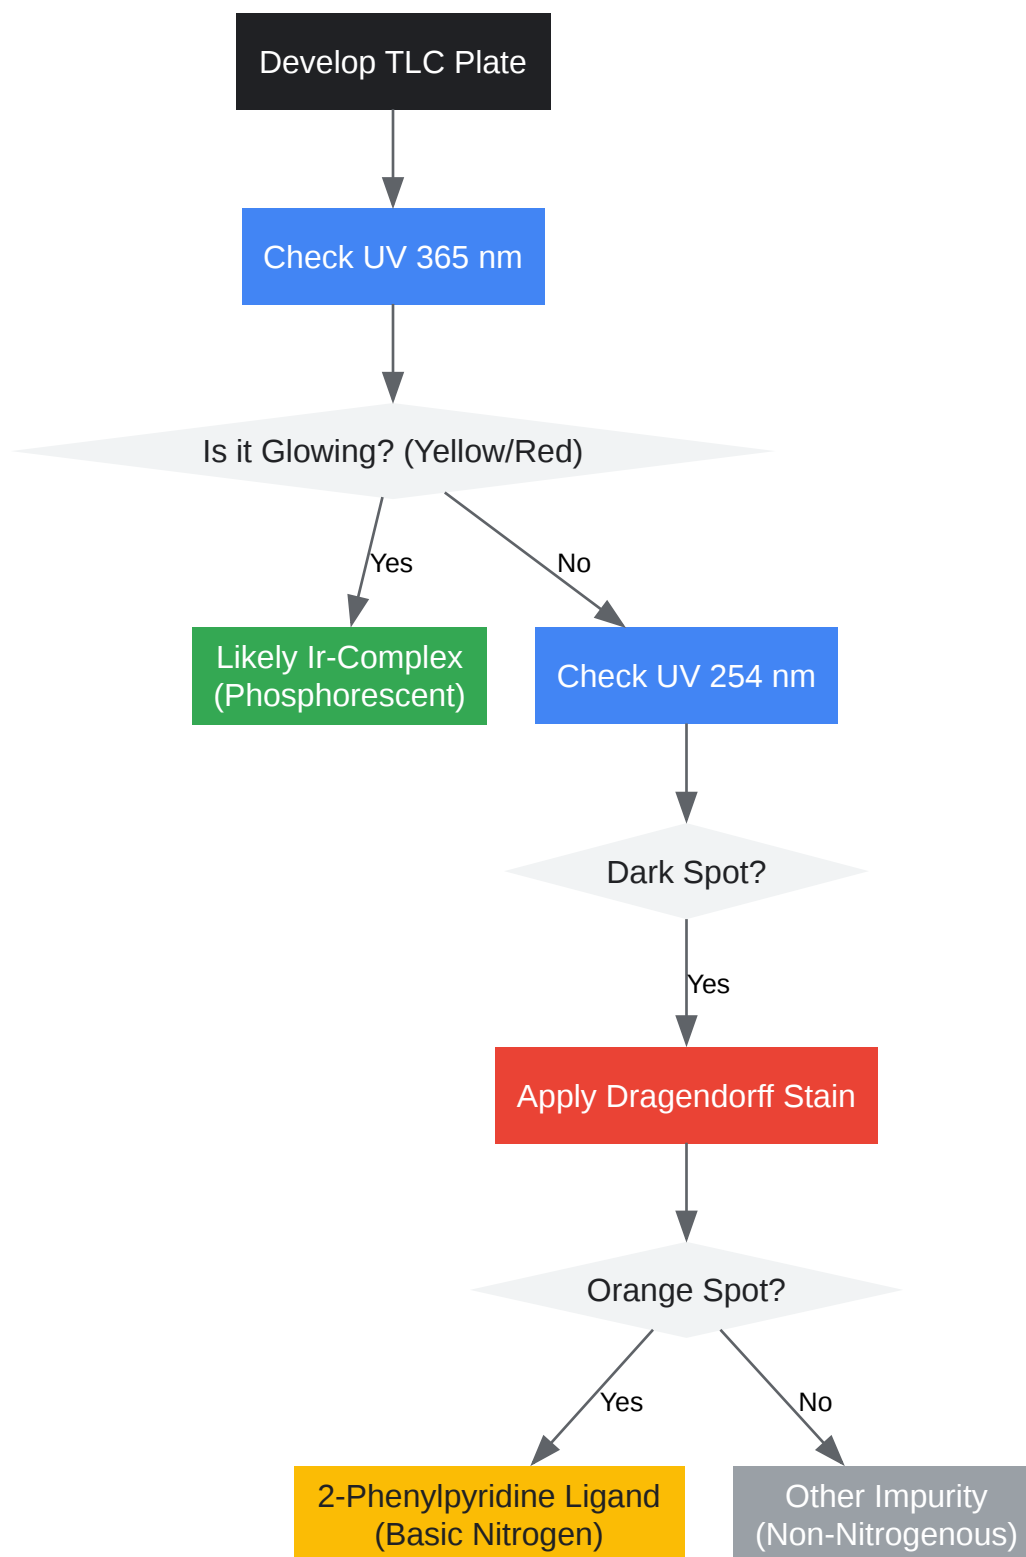 Develop TLC Plate
Check UV 365 nm
Is it Glowing? (Yellow/Red)
Yes
No
Likely Ir-Complex
(Phosphorescent)
Check UV 254 nm
Dark Spot?
Yes
Apply Dragendorff Stain
Orange Spot?
Yes
No
2-Phenylpyridine Ligand
(Basic Nitrogen)
Other Impurity
(Non-Nitrogenous)